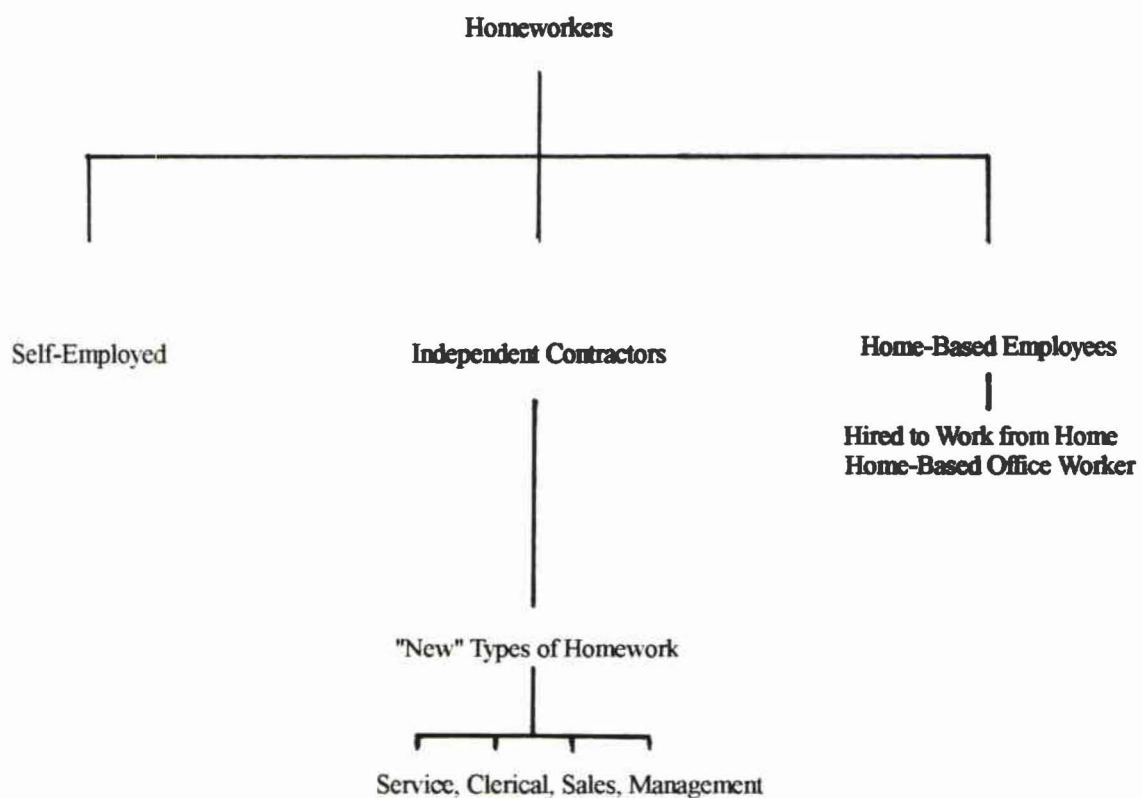 Homeworkers
Self-Employed
Independent Contractors
Home-Based Employees
Hired to Work from Home
Home-Based Office Worker
"New" Types of Homework
Service, Clerical, Sales, Management